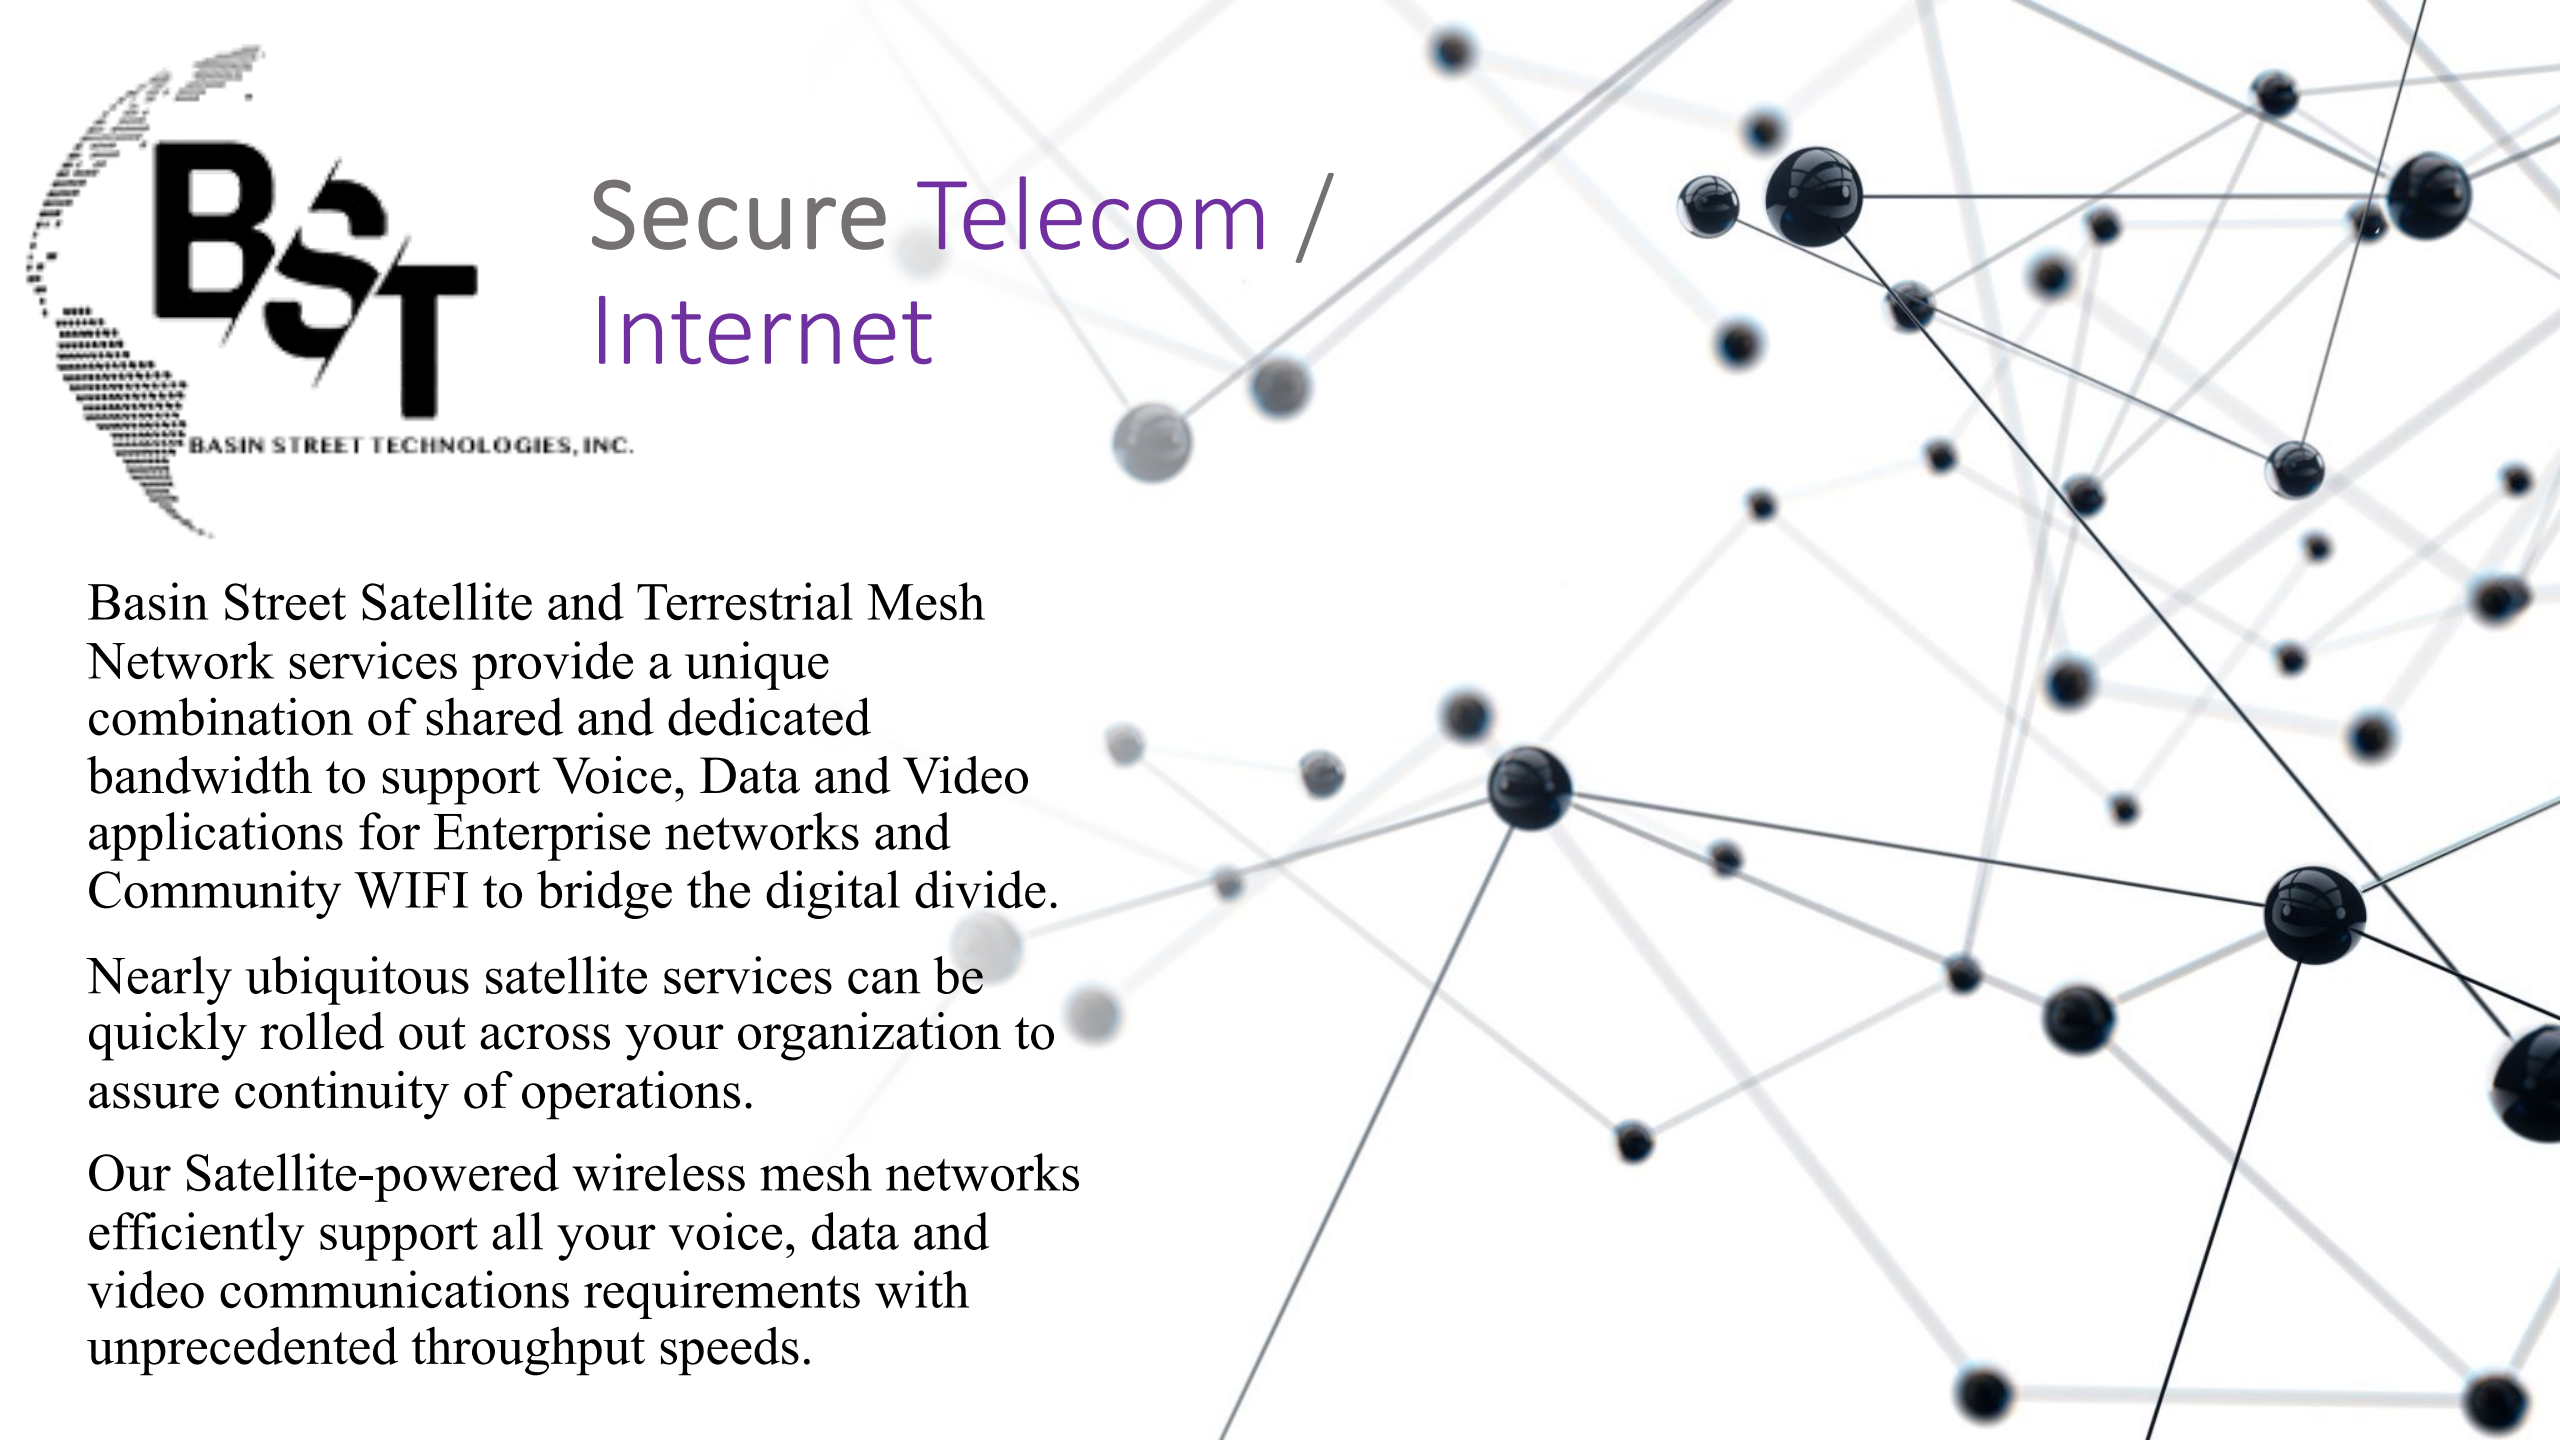 BST
BASIN STREET TECHNOLOGIES, INC.
Secure Telecom /
Internet
Basin Street Satellite and Terrestrial Mesh
Network services provide a unique
combination of shared and dedicated
bandwidth to support Voice, Data and Video
applications for Enterprise networks and
Community WIFI to bridge the digital divide.
Nearly ubiquitous satellite services can be
quickly rolled out across your organization to
assure continuity of operations.
Our Satellite-powered wireless mesh networks
efficiently support all your voice, data and
video communications requirements with
unprecedented throughput speeds.